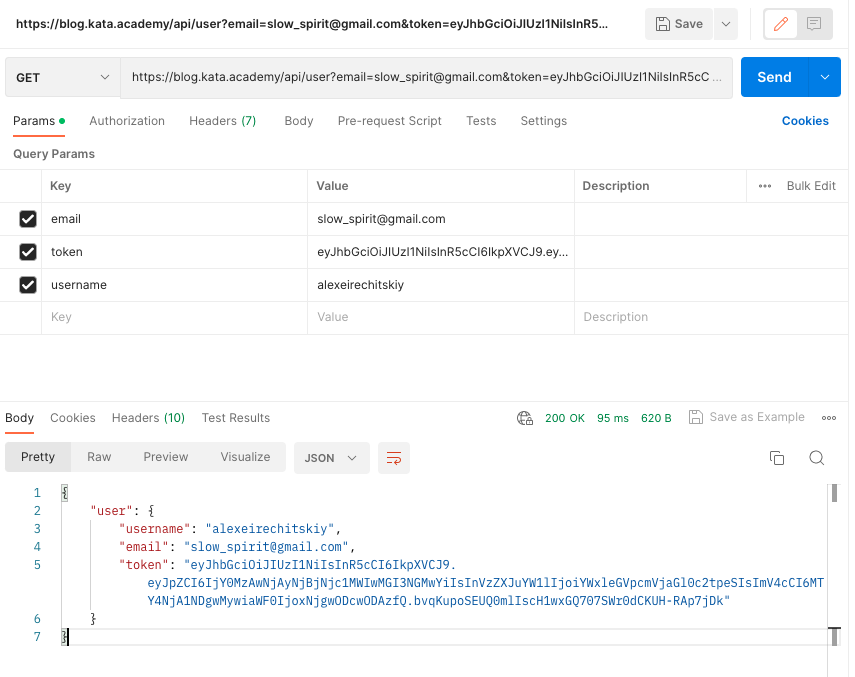 https://blog.kata.academy/api/user?email=slow_spirit@gmail.com&token=eyJhbGciOiJIUzI1NiIsInR5...
Save
GET
https://blog.kata.academy/api/user?email=slow_spirit@gmail.com&token=eyJhbGciOiJIUzI1NiIsInR5cC ...
Send
Params Authorization Headers (7) Body Pre-request Script Tests Settings Cookies
Query Params
Key Value Description ••• Bulk Edit
email slow_spirit@gmail.com
token eyJhbGciOiJIUzI1NiIsInR5cCI6IkpXVCJ9.ey...
username alexeirechitskiy
Key Value Description
Body Cookies Headers (10) Test Results 200 OK 95 ms 620 B Save as Example •••
Pretty Raw Preview Visualize JSON
1 {
2 "user": {
3 "username": "alexeirechitskiy",
4 "email": "slow_spirit@gmail.com",
5 "token": "eyJhbGciOiJIUzI1NiIsInR5cCI6IkpXVCJ9.
eyJpZCI6IjY0MzAwNjAyNjBjNjc1MWIwMGI3NGMwYiIsInVzZXJuYW1lIjoiYWxleGVpcmVjaGl0c2tpeSIsImV4cCI6MT
Y4NjA1NDgwMywiaWF0IjoxNjgwODcwODAzfQ.bvqKupoSEUQ0mlIscH1wxGQ707SWr0dCKUH-RAp7jDk"
6 }
7 }